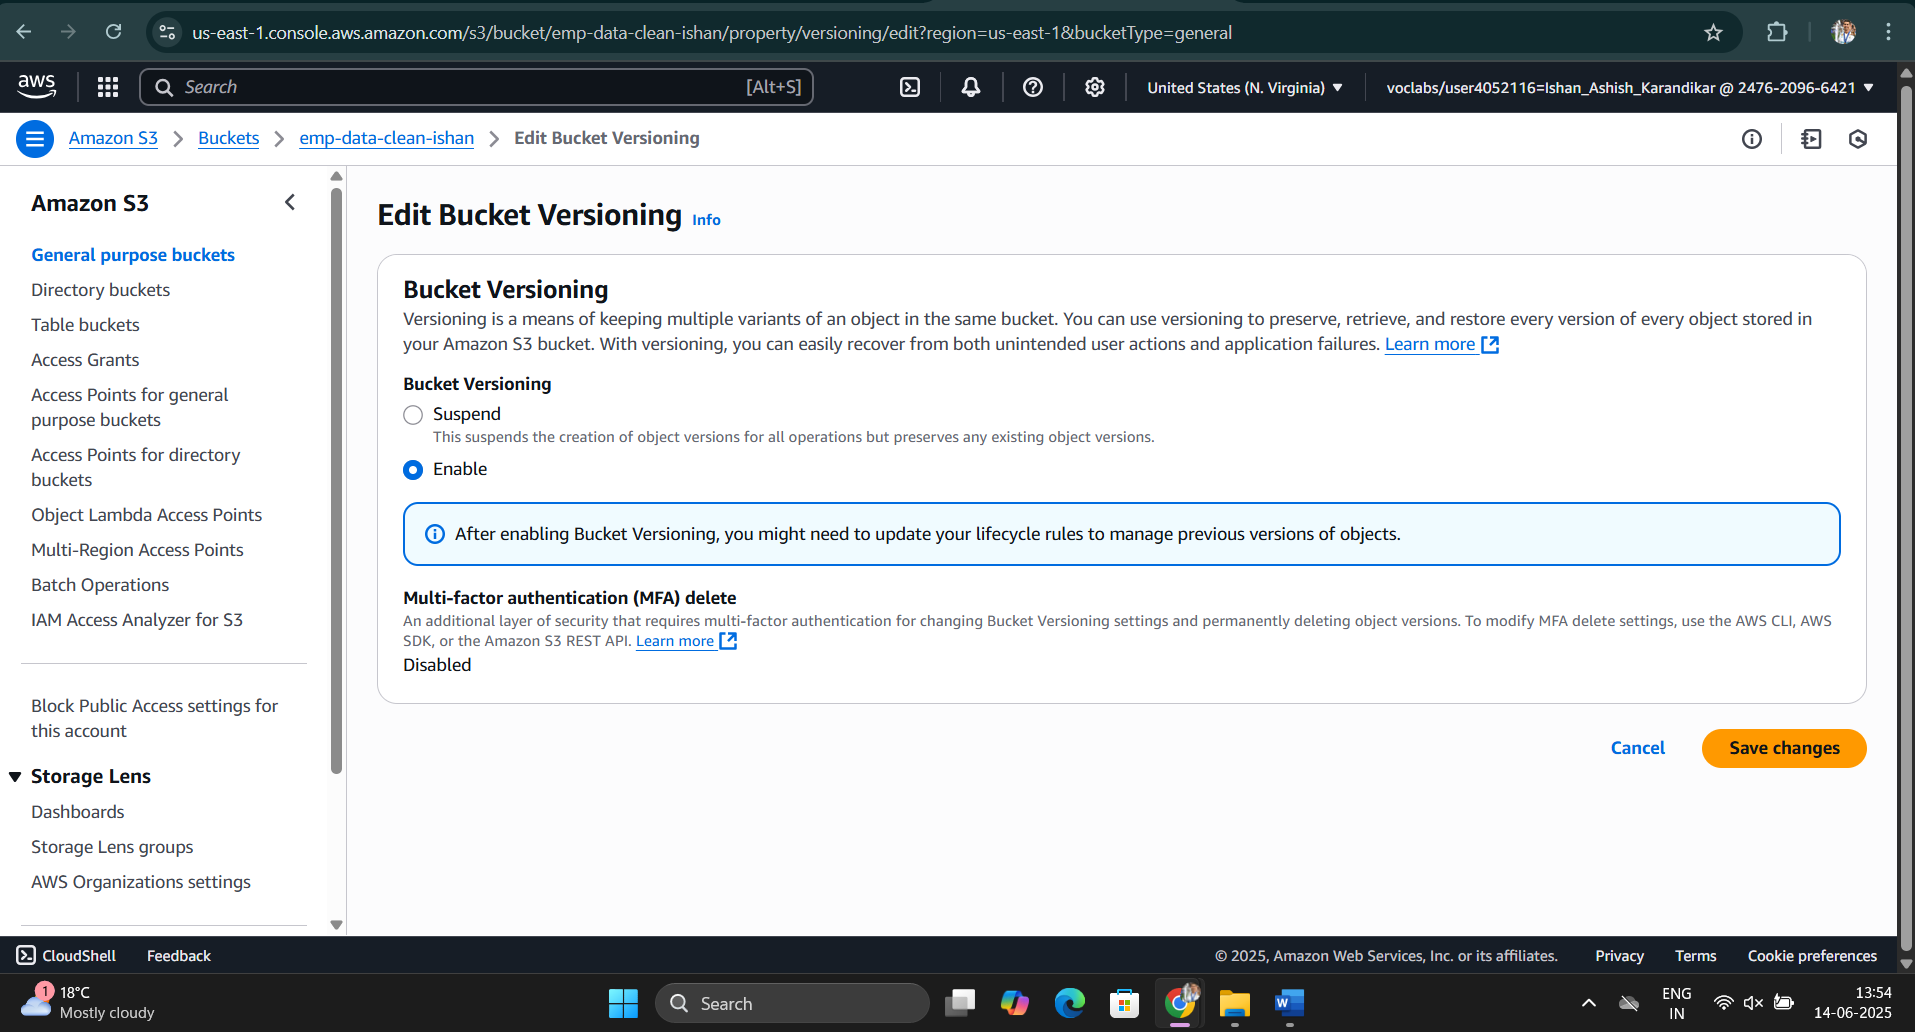 us-east-1.console.aws.amazon.com/s3/bucket/emp-data-clean-ishan/property/versioning/edit?region=us-east-1&bucketType=general
aws
Search
[Alt+S]
United States (N. Virginia)
voclabs/user4052116=Ishan_Ashish_Karandikar @ 2476-2096-6421
Amazon S3
Buckets
emp-data-clean-ishan
Edit Bucket Versioning
Amazon S3
General purpose buckets
Directory buckets
Table buckets
Access Grants
Access Points for general
purpose buckets
Access Points for directory
buckets
Object Lambda Access Points
Multi-Region Access Points
Batch Operations
IAM Access Analyzer for S3
Block Public Access settings for
this account
Storage Lens
Dashboards
Storage Lens groups
AWS Organizations settings
Edit Bucket Versioning Info
Bucket Versioning
Versioning is a means of keeping multiple variants of an object in the same bucket. You can use versioning to preserve, retrieve, and restore every version of every object stored in
your Amazon S3 bucket. With versioning, you can easily recover from both unintended user actions and application failures. Learn more
Bucket Versioning
Suspend
This suspends the creation of object versions for all operations but preserves any existing object versions.
Enable
After enabling Bucket Versioning, you might need to update your lifecycle rules to manage previous versions of objects.
Multi-factor authentication (MFA) delete
An additional layer of security that requires multi-factor authentication for changing Bucket Versioning settings and permanently deleting object versions. To modify MFA delete settings, use the AWS CLI, AWS
SDK, or the Amazon S3 REST API. Learn more
Disabled
Cancel
Save changes
CloudShell
Feedback
© 2025, Amazon Web Services, Inc. or its affiliates.
Privacy
Terms
Cookie preferences
1
18°C
Mostly cloudy
Search
W
ENG
IN
13:54
14-06-2025